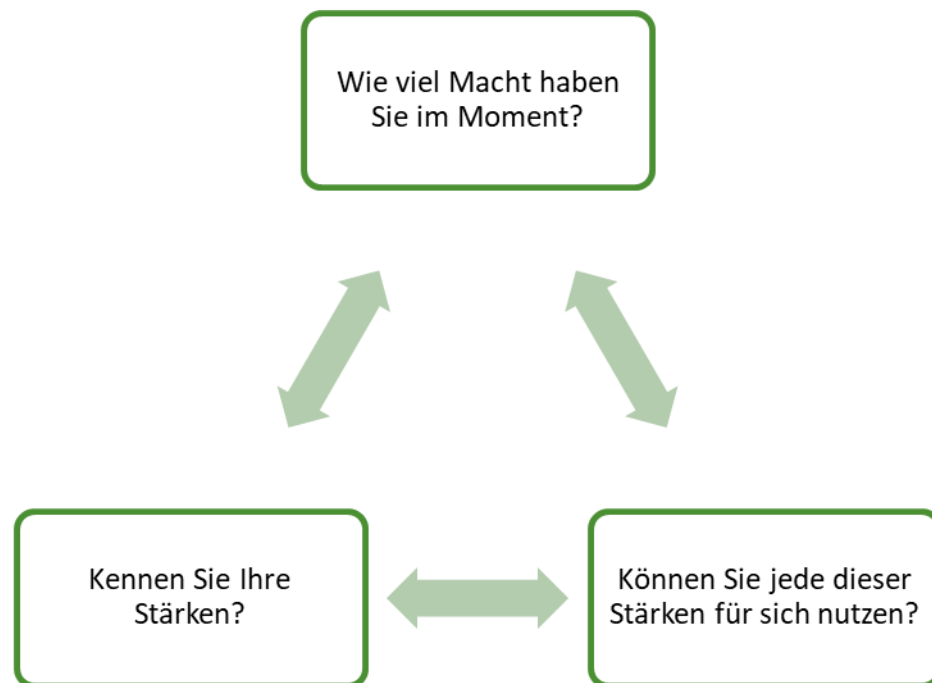 Wie viel Macht haben
Sie im Moment?
Kennen Sie Ihre
Stärken?
Können Sie jede dieser
Stärken für sich nutzen?